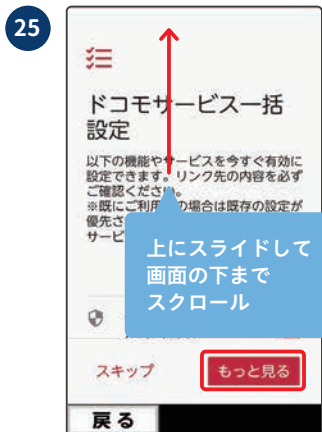 25
ドコモサービス一括
設定
以下の機能やサービスを今すぐ有効に
設定できます。リンク先の内容を必ず
ご確認ください。
※既にご利用の場合は既存の設定が
優先さ
サービ
上にスライドして
画面の下まで
スクロール
スキップ
もっと見る
戻る